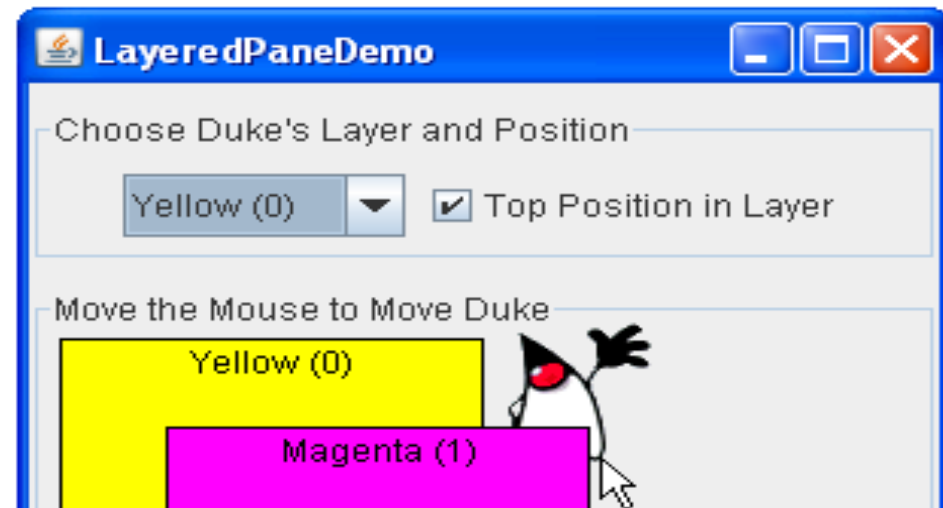 LayeredPaneDemo
Choose Duke's Layer and Position
Yellow (0) Top Position in Layer
Move the Mouse to Move Duke
Yellow (0)
Magenta (1)